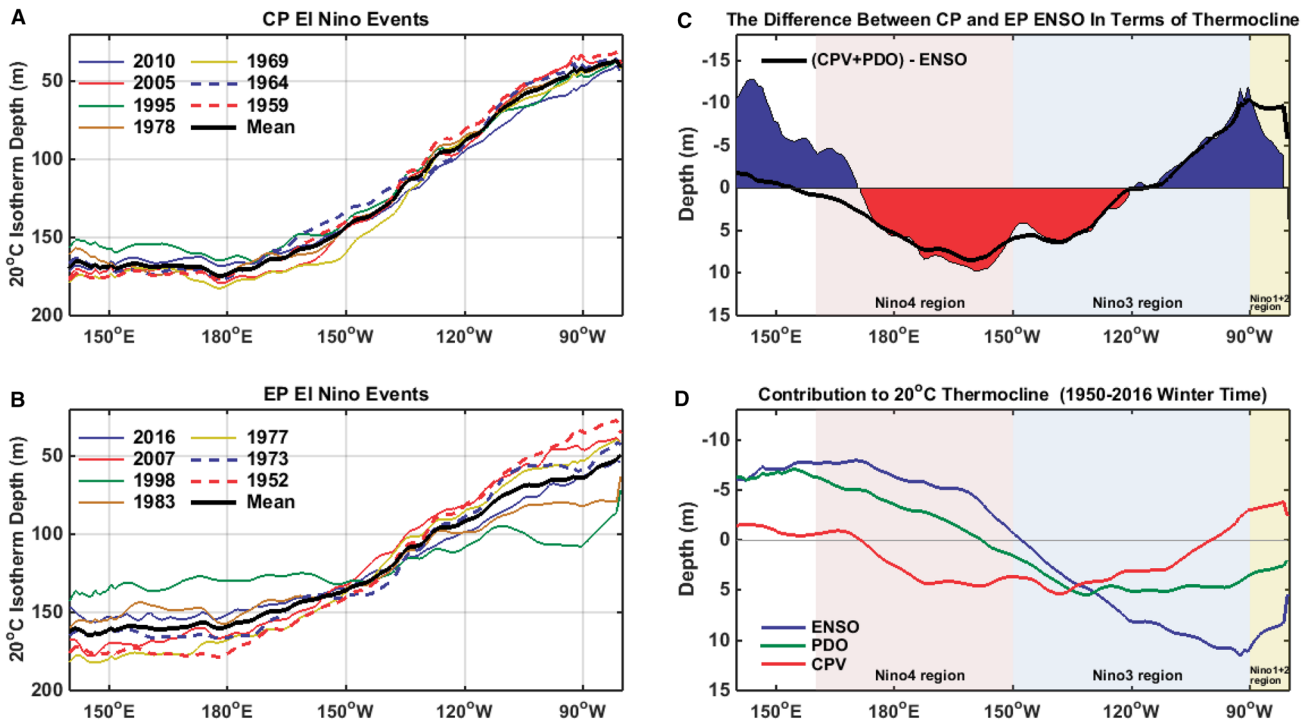 A
CP El Nino Events
20°C Isotherm Depth (m)
50
100
150
200
2010
2005
1995
1978
1969
1964
1959
Mean
150°E
180°E
150°W
120°W
90°W
B
EP El Nino Events
20°C Isotherm Depth (m)
50
100
150
200
2016
2007
1998
1983
1977
1973
1952
Mean
150°E
180°E
150°W
120°W
90°W
C
The Difference Between CP and EP ENSO In Terms of Thermocline
Depth (m)
-15
-10
-5
0
5
10
15
(CPV+PDO) - ENSO
Nino4 region
Nino3 region
Nino1+2
region
150°E
180°E
150°W
120°W
90°W
D
Contribution to 20°C Thermocline (1950-2016 Winter Time)
Depth (m)
-10
-5
0
5
10
15
ENSO
PDO
CPV
Nino4 region
Nino3 region
Nino1+2
region
150°E
180°E
150°W
120°W
90°W